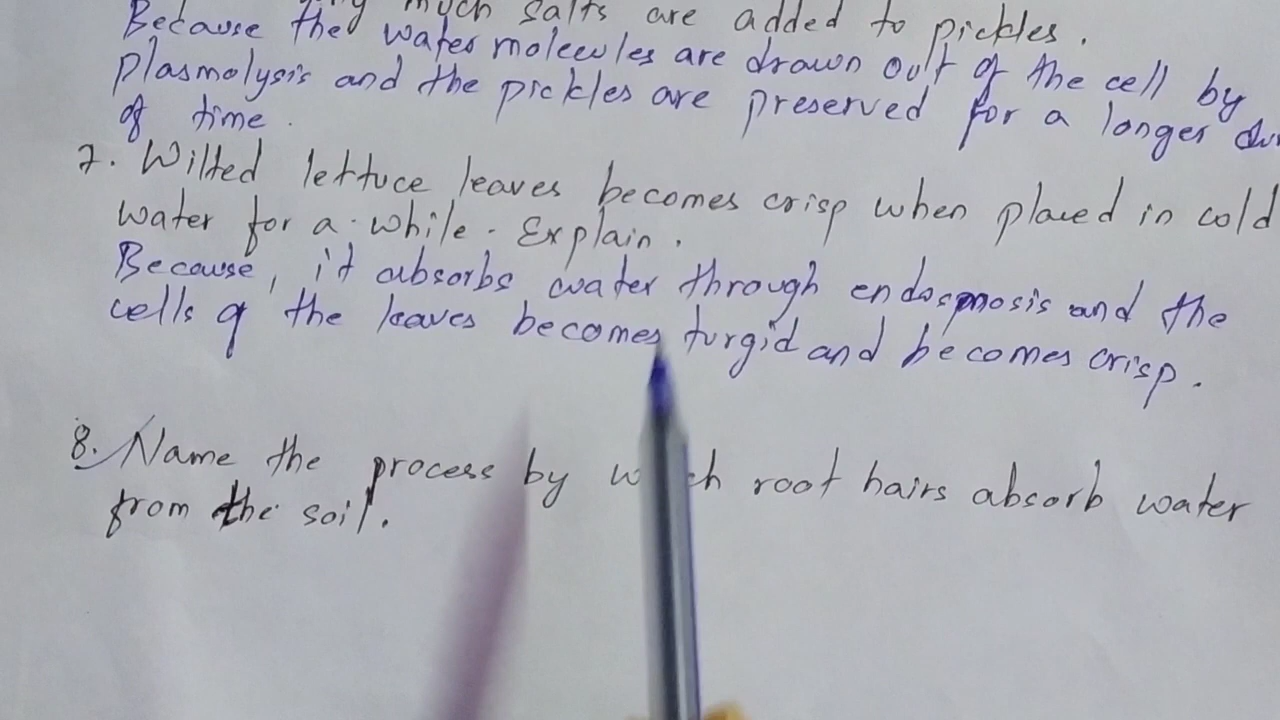 much salts are added to pickles.
Because the water molecules are drawn out of the cell by
Plasmolysis and the pickles are preserved for a longer
of time.
7. Wilted lettuce leaves becomes crisp when placed in cold
water for a while. Explain.
Because, it absorbs water through endosmosis and the
cells of the leaves becomes turgid and becomes crisp.
8. Name the process by which root hairs absorb water
from the soil.